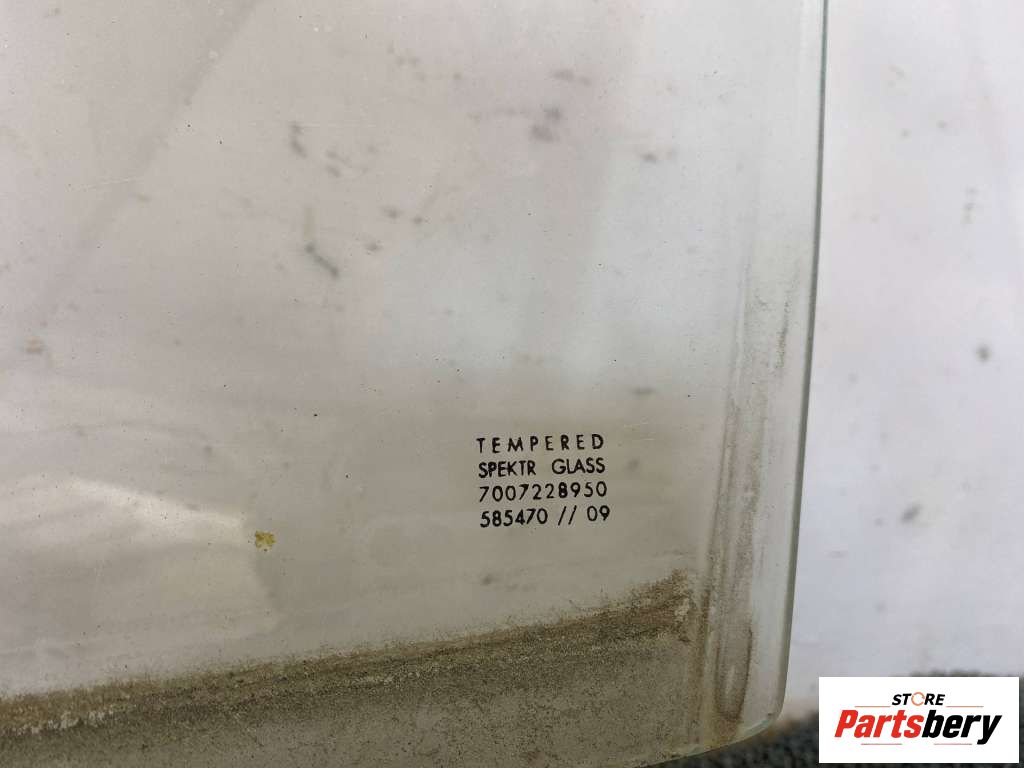 TEMPERED
SPEKTR GLASS
7007228950
585470 // 09
STORE
Partsbery